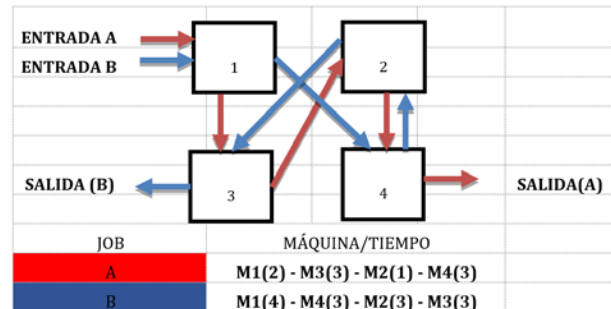 ENTRADA A
ENTRADA B
1
2
SALIDA (B)
3
4
SALIDA(A)
JOB MÁQUINA/TIEMPO
A M1(2) - M3(3) - M2(1) - M4(3)
B M1(4) - M4(3) - M2(3) - M3(3)